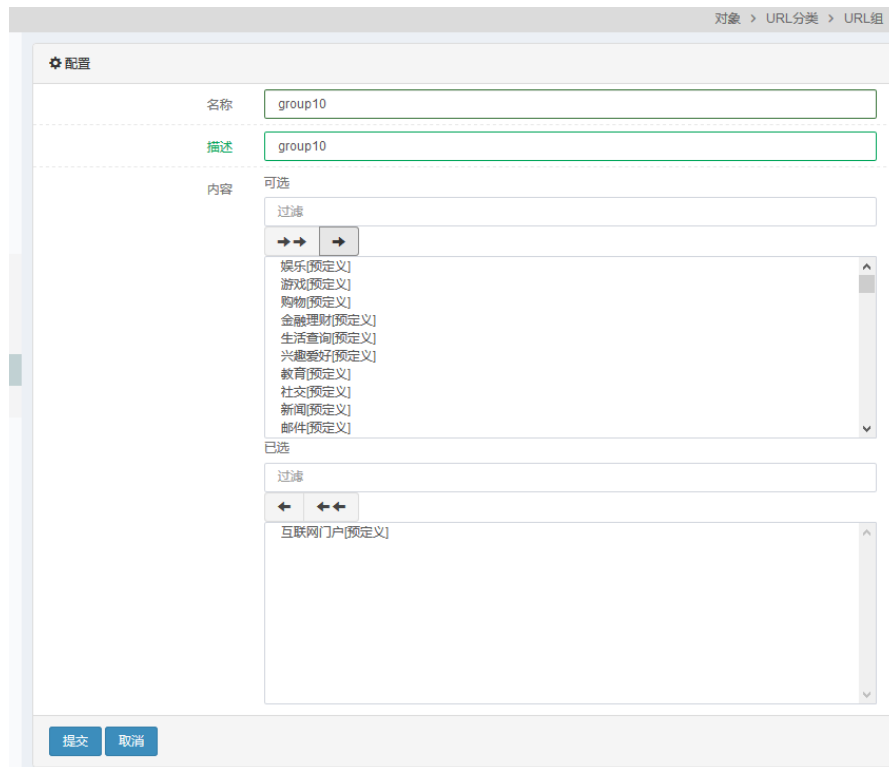 对象 > URL分类 > URL组
配置
名称 group10
描述 group10
内容 可选
过滤
娱乐[预定义]
游戏[预定义]
购物[预定义]
金融理财[预定义]
生活查询[预定义]
兴趣爱好[预定义]
教育[预定义]
社交[预定义]
新闻[预定义]
邮件[预定义]
已选
过滤
互联网门户[预定义]
提交 取消